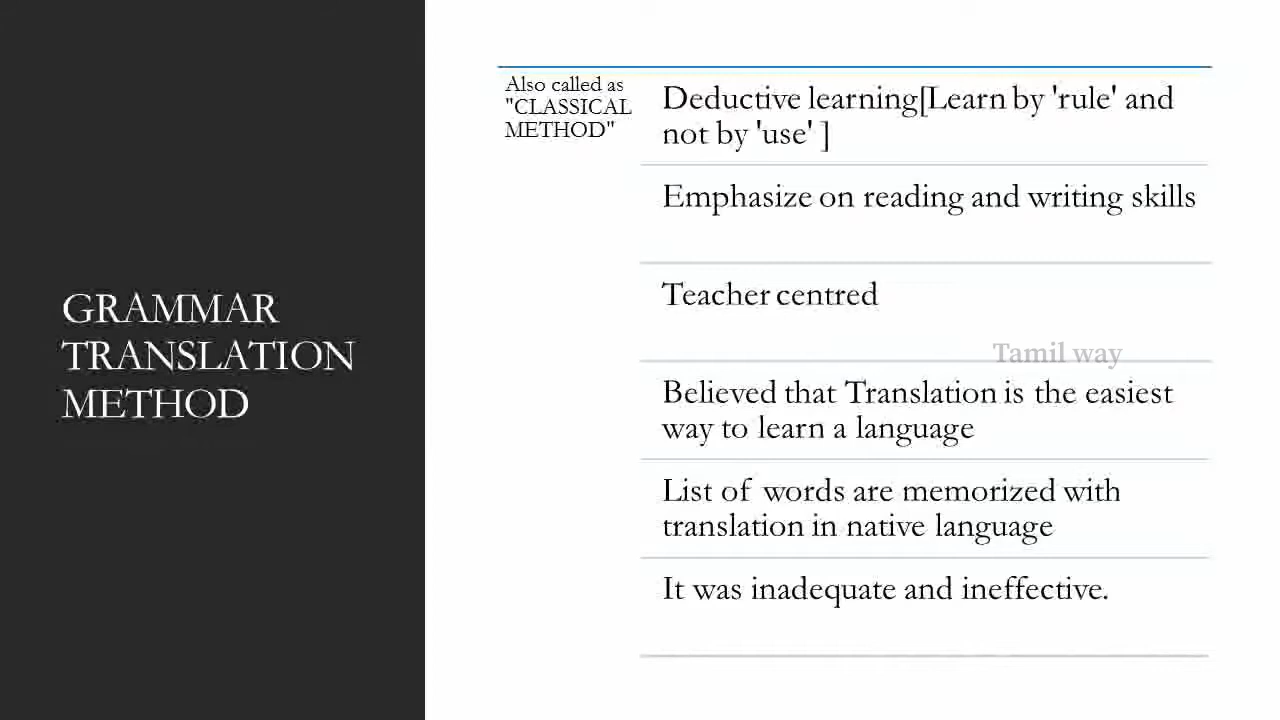 GRAMMAR
TRANSLATION
METHOD
Also called as
"CLASSICAL
METHOD"
Deductive learning[Learn by 'rule' and
not by 'use' ]
Emphasize on reading and writing skills
Teacher centred
Tamil way
Believed that Translation is the easiest
way to learn a language
List of words are memorized with
translation in native language
It was inadequate and ineffective.